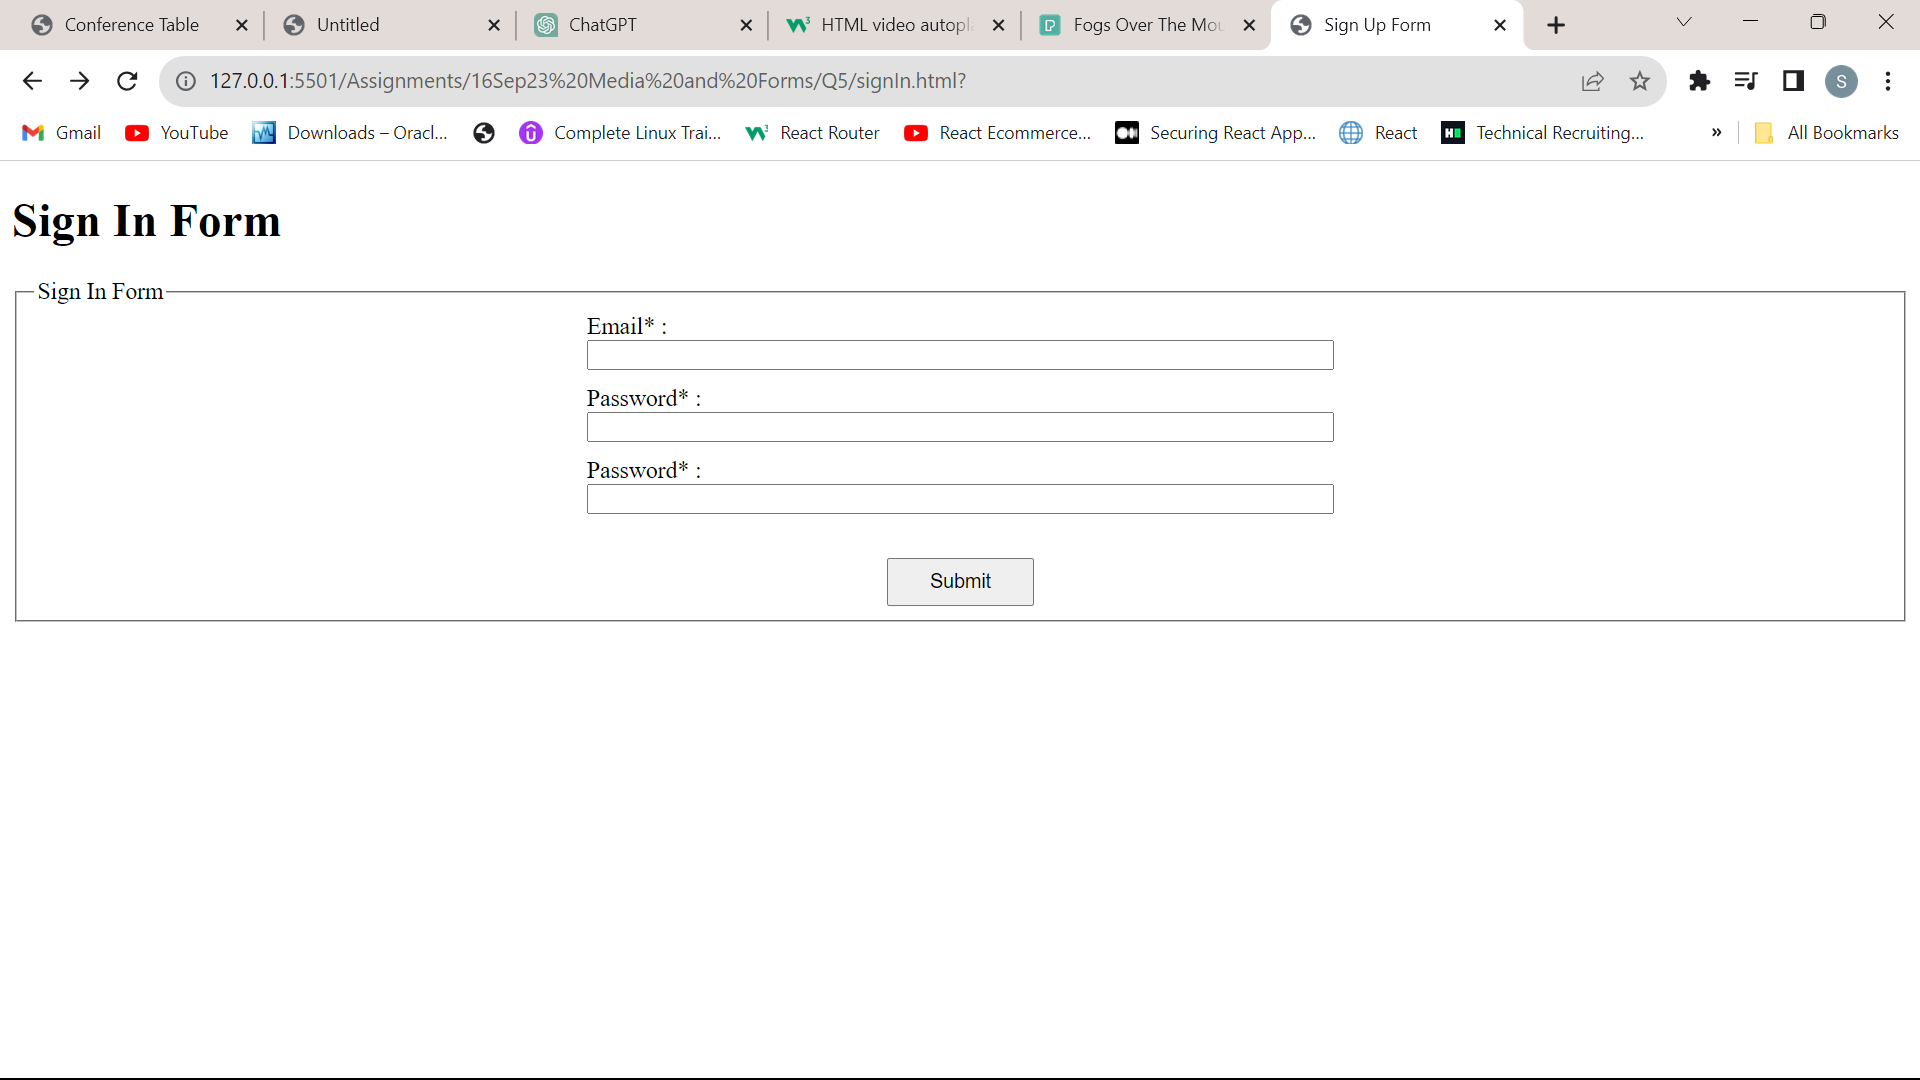 Conference Table
Untitled
ChatGPT
HTML video autopl
Fogs Over The Mou
Sign Up Form
127.0.0.1:5501/Assignments/16Sep23%20Media%20and%20Forms/Q5/signIn.html?
S
Gmail
YouTube
Downloads – Oracl...
Complete Linux Trai...
React Router
React Ecommerce...
Securing React App...
React
Technical Recruiting...
»
All Bookmarks
Sign In Form
Sign In Form
Email* :
Password* :
Password* :
Submit